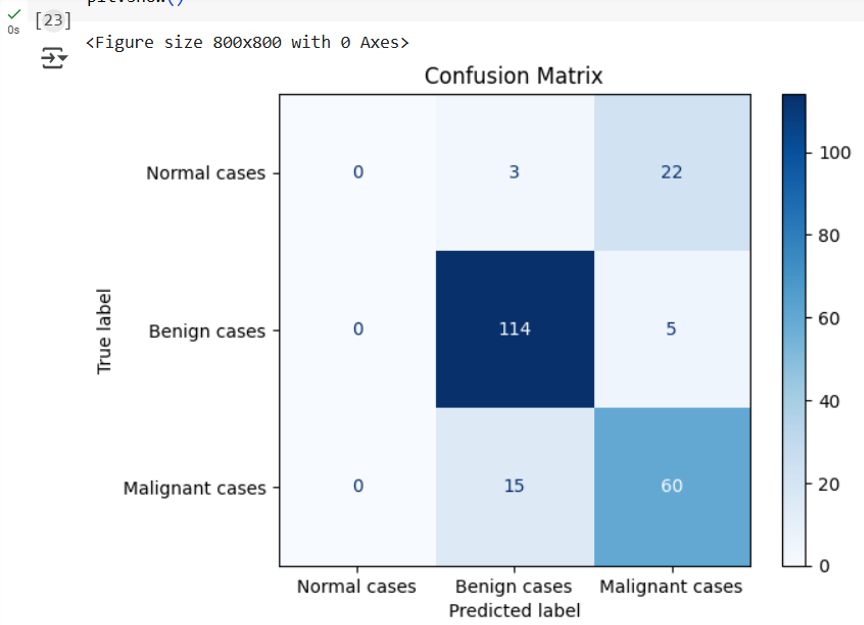 plt.show()
[23]
0s
<Figure size 800x800 with 0 Axes>
Confusion Matrix
Normal cases 0 3 22
100
80
Benign cases 0 114 5
60
True label
40
Malignant cases 0 15 60
20
0
Normal cases Benign cases Malignant cases
Predicted label